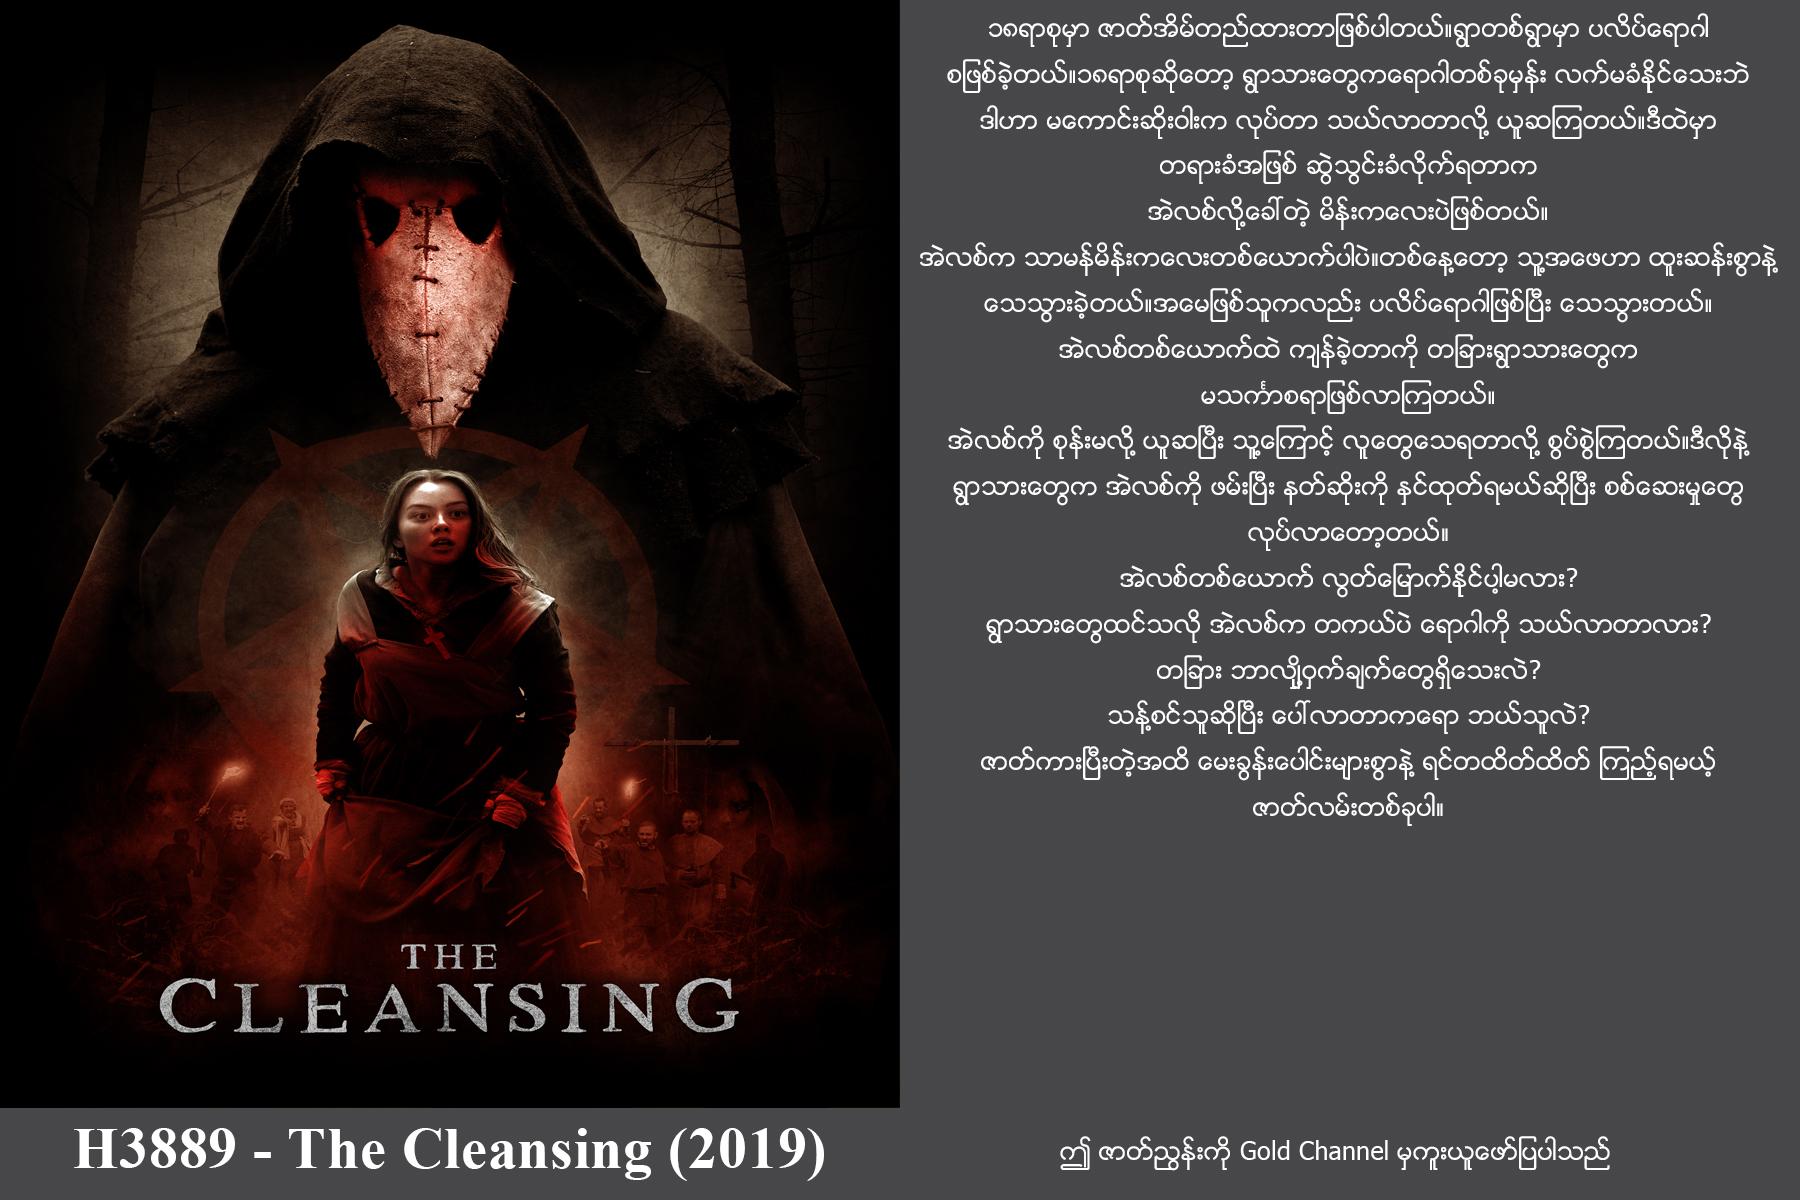 THE
CLEANSING
H3889 - The Cleansing (2019)
၁၈ရာစုမှာ ဇာတ်အိမ်တည်ထားတာဖြစ်ပါတယ်။ရွာတစ်ရွာမှာ ပလိပ်ရောဂါ
စဖြစ်ခဲ့တယ်။၁၈ရာစုဆိုတော့ ရွာသားတွေကရောဂါတစ်ခုမှန်း လက်မခံနိုင်သေးဘဲ
ဒါဟာ မကောင်းဆိုးဝါးက လုပ်တာ သယ်လာတာလို့ ယူဆကြတယ်။ဒီထဲမှာ
တရားခံအဖြစ် ဆွဲသွင်းခံလိုက်ရတာက
အဲလစ်လို့ခေါ်တဲ့ မိန်းကလေးပဲဖြစ်တယ်။
အဲလစ်က သာမန်မိန်းကလေးတစ်ယောက်ပါပဲ။တစ်နေ့တော့ သူ့အဖေဟာ ထူးဆန်းစွာနဲ့
သေသွားခဲ့တယ်။အမေဖြစ်သူကလည်း ပလိပ်ရောဂါဖြစ်ပြီး သေသွားတယ်။
အဲလစ်တစ်ယောက်ထဲ ကျန်ခဲ့တာကို တခြားရွာသားတွေက
မသင်္ကာစရာဖြစ်လာကြတယ်။
အဲလစ်ကို စုန်းမလို့ ယူဆပြီး သူ့ကြောင့် လူတွေသေရတာလို့ စွပ်စွဲကြတယ်။ဒီလိုနဲ့
ရွာသားတွေက အဲလစ်ကို ဖမ်းပြီး နတ်ဆိုးကို နှင်ထုတ်ရမယ်ဆိုပြီး စစ်ဆေးမှုတွေ
လုပ်လာတော့တယ်။
အဲလစ်တစ်ယောက် လွတ်မြောက်နိုင်ပါ့မလား?
ရွာသားတွေထင်သလို အဲလစ်က တကယ်ပဲ ရောဂါကို သယ်လာတာလား?
တခြား ဘာလျှို့ဝှက်ချက်တွေရှိသေးလဲ?
သန့်စင်သူဆိုပြီး ပေါ်လာတာကရော ဘယ်သူလဲ?
ဇာတ်ကားပြီးတဲ့အထိ မေးခွန်းပေါင်းများစွာနဲ့ ရင်တထိတ်ထိတ် ကြည့်ရမယ့်
ဇာတ်လမ်းတစ်ခုပါ။
ဤ ဇာတ်ညွှန်းကို Gold Channel မှကူးယူဖော်ပြပါသည်